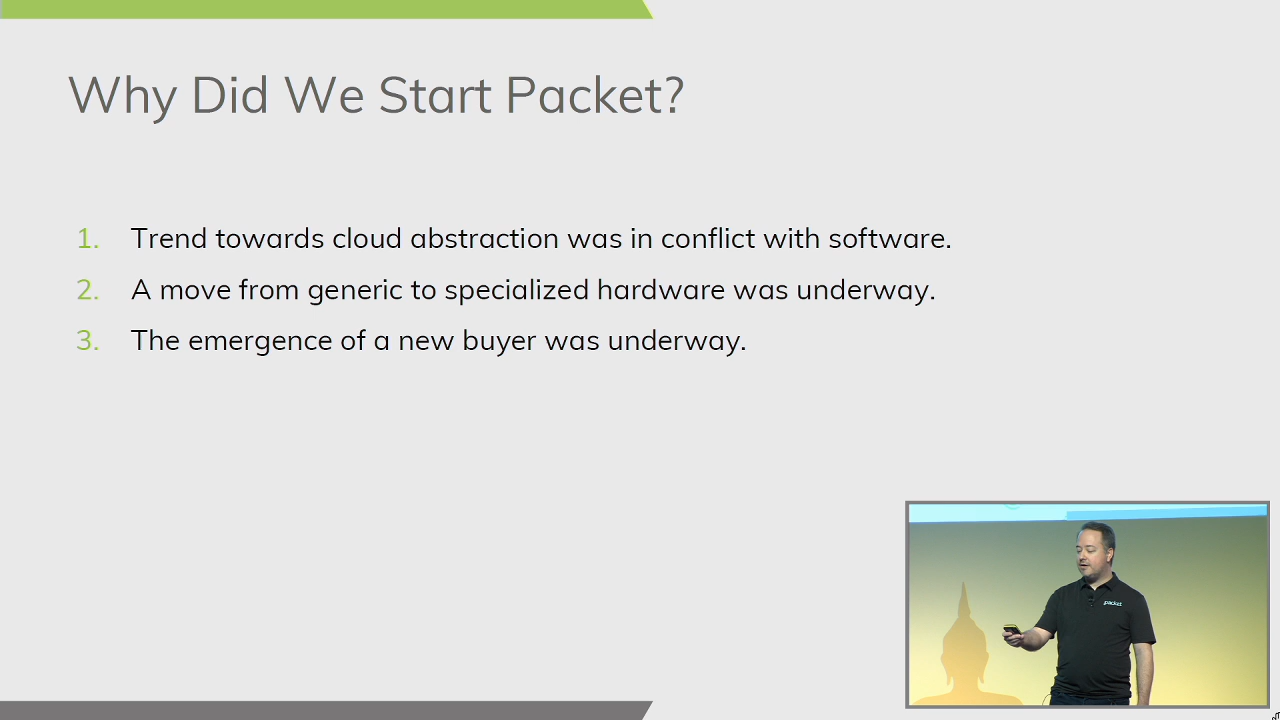 Why Did We Start Packet?
1. Trend towards cloud abstraction was in conflict with software.
2. A move from generic to specialized hardware was underway.
3. The emergence of a new buyer was underway.
packet